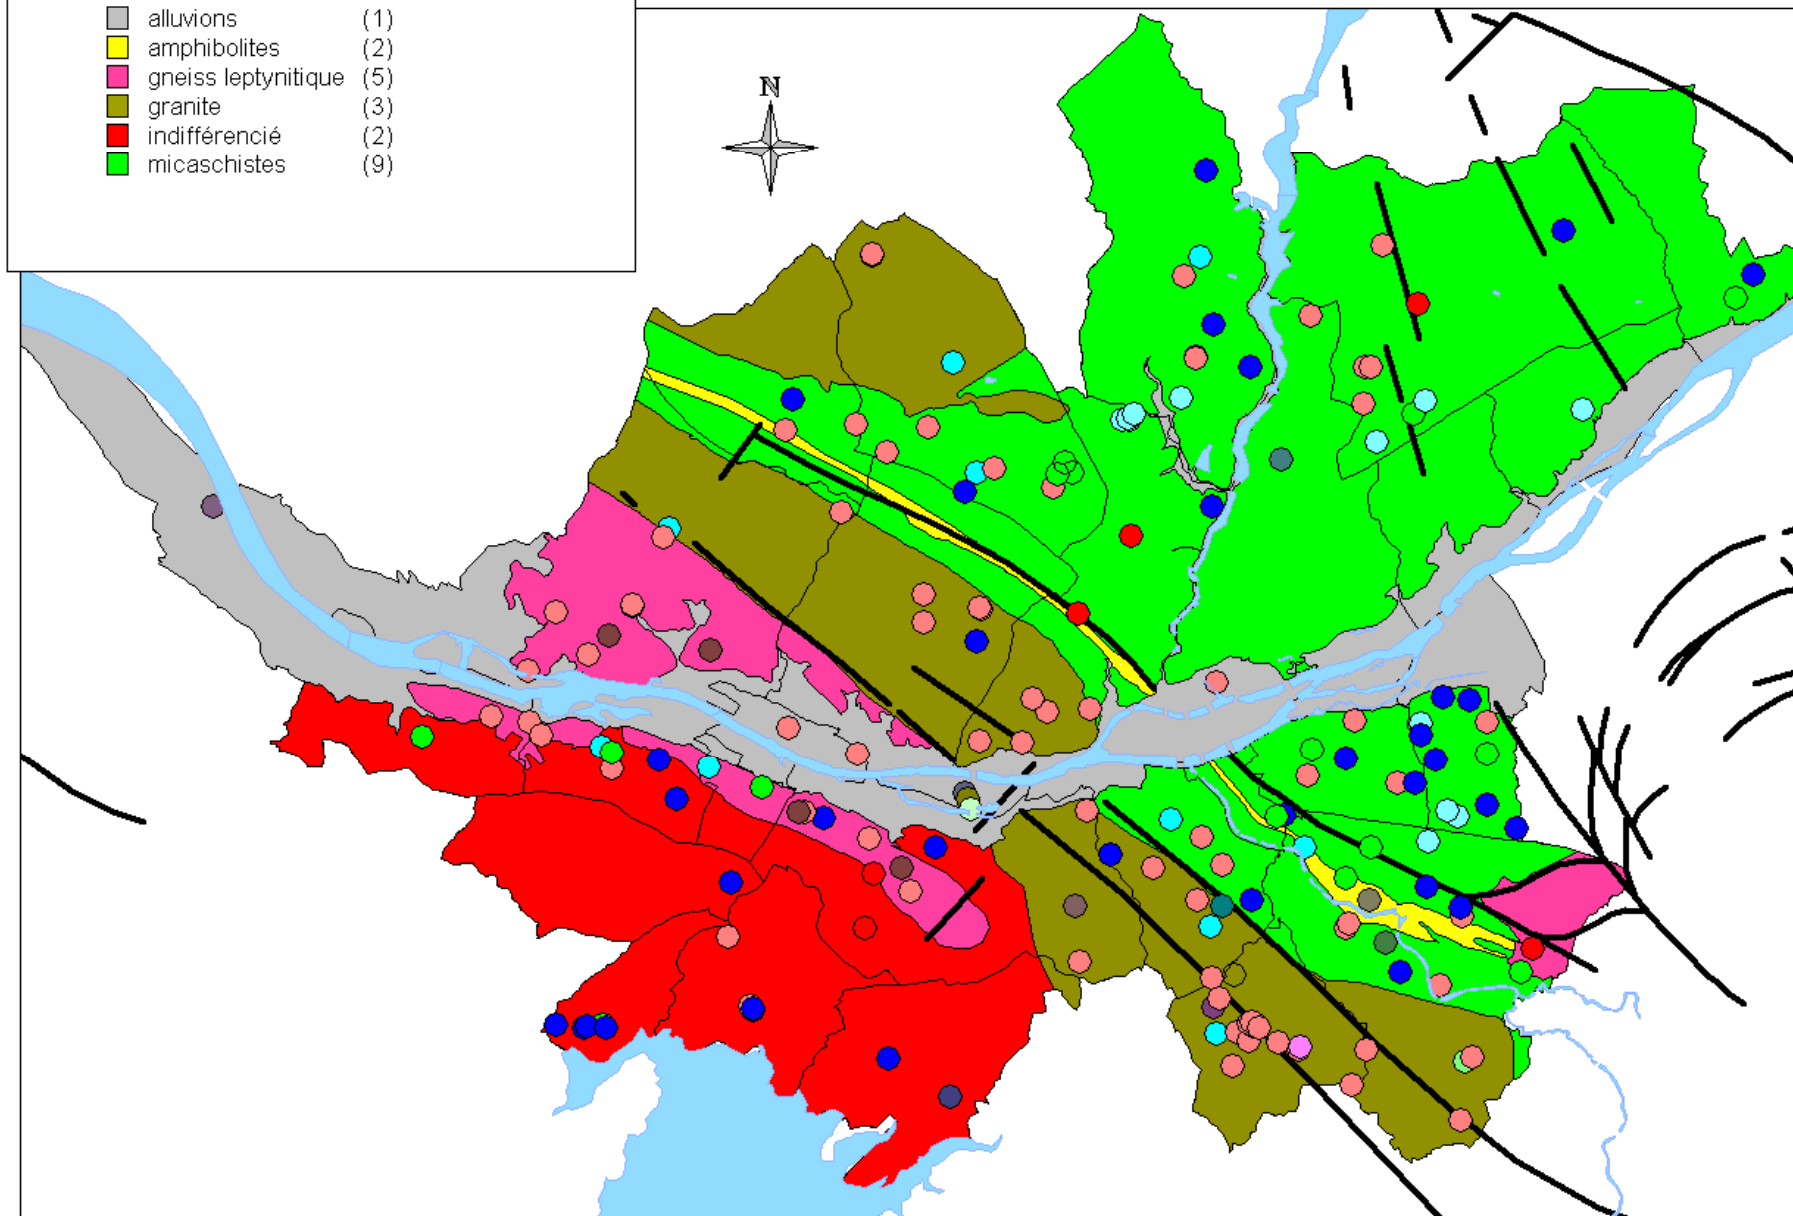 alluvions (1)
amphibolites (2)
gneiss leptynitique (5)
granite (3)
indifférencié (2)
micaschistes (9)
N